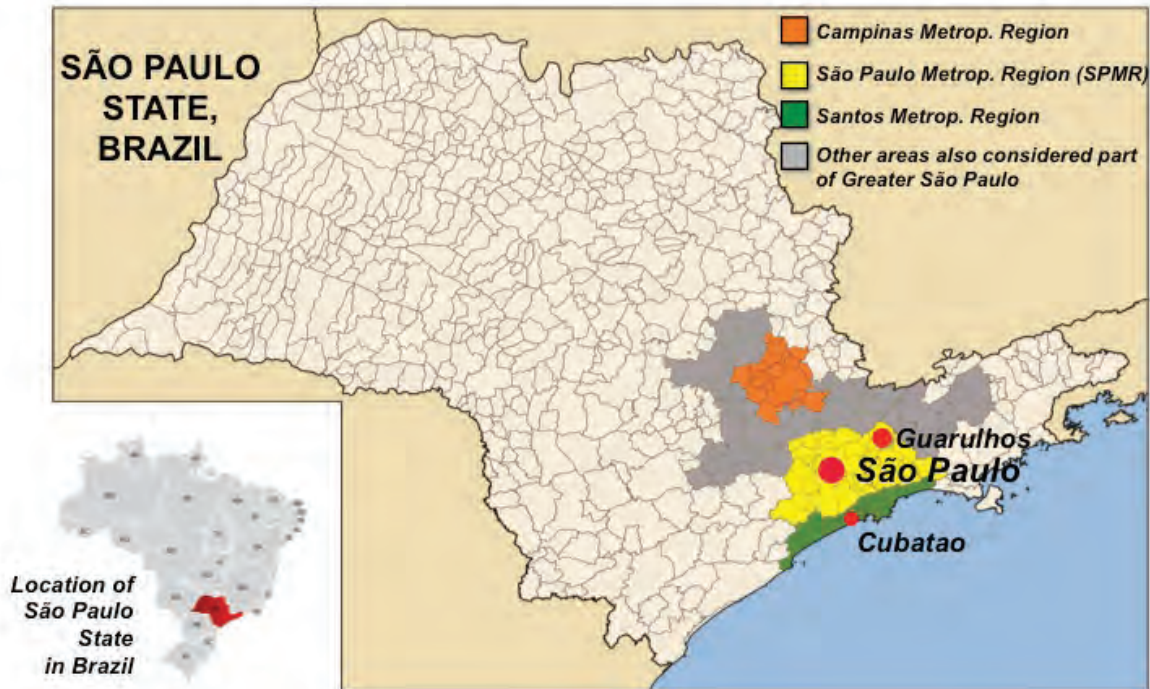 SÃO PAULO
STATE,
BRAZIL
Campinas Metrop. Region
São Paulo Metrop. Region (SPMR)
Santos Metrop. Region
Other areas also considered part
of Greater São Paulo
Guarulhos
São Paulo
Cubatao
Location of
São Paulo
State
in Brazil